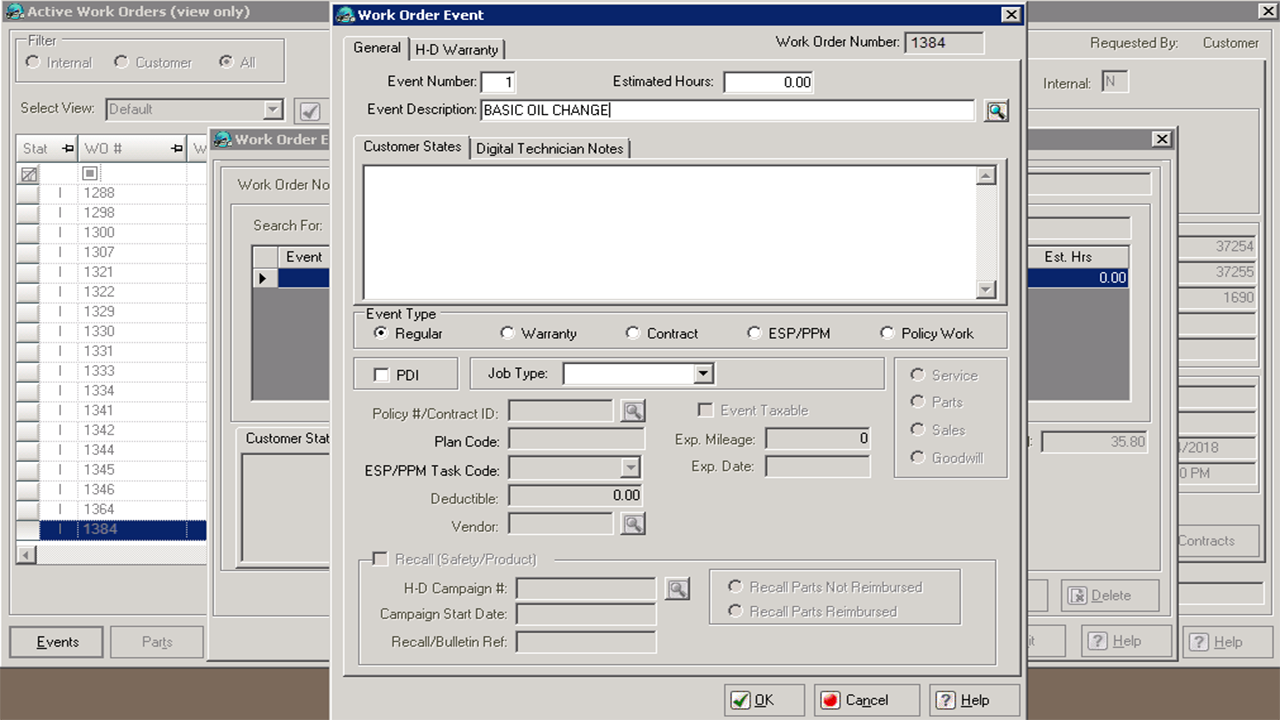 Active Work Orders (view only)
Filter
Internal Customer All
Select View: Default
Stat WO # W
I 1288
I 1298
I 1300
I 1307
I 1321
I 1322
I 1329
I 1330
I 1331
I 1333
I 1334
I 1341
I 1342
I 1344
I 1345
I 1346
I 1364
I 1384
Events Parts
Work Order E
Work Order No
Search For:
Event
Customer Stat
Work Order Event
General H-D Warranty
Work Order Number: 1384
Event Number: 1 Estimated Hours: 0.00
Event Description: BASIC OIL CHANGE
Customer States Digital Technician Notes
Event Type
Regular Warranty Contract ESP/PPM Policy Work
PDI Job Type:
Service
Parts
Sales
Goodwill
Policy #/Contract ID: Event Taxable
Plan Code: Exp. Mileage: 0
ESP/PPM Task Code: Exp. Date:
Deductible: 0.00
Vendor:
Recall (Safety/Product)
H-D Campaign #: Recall Parts Not Reimbursed
Campaign Start Date: Recall Parts Reimbursed
Recall/Bulletin Ref:
OK Cancel Help
Est. Hrs
0.00
35.80
Delete
it Help
Requested By: Customer
Internal: N
37254
37255
1690
/2018
0 PM
Contracts
Help